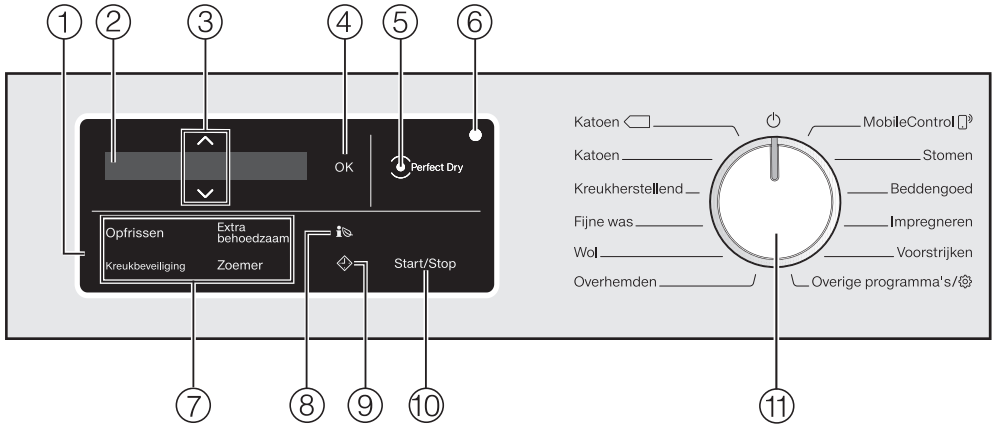 ① ② ③ ④ ⑤ ⑥
OK
Perfect Dry
Opfrissen
Extra
behoedzaam
Kreukbeveiliging
Zoemer
Start/Stop
Katoen
Katoen
Kreukherstellend
Fijne was
Wol
Overhemden
MobileControl
Stomen
Beddengoed
Impregneren
Voorstrijken
Overige programma's/
⑦ ⑧ ⑨ ⑩ ⑪